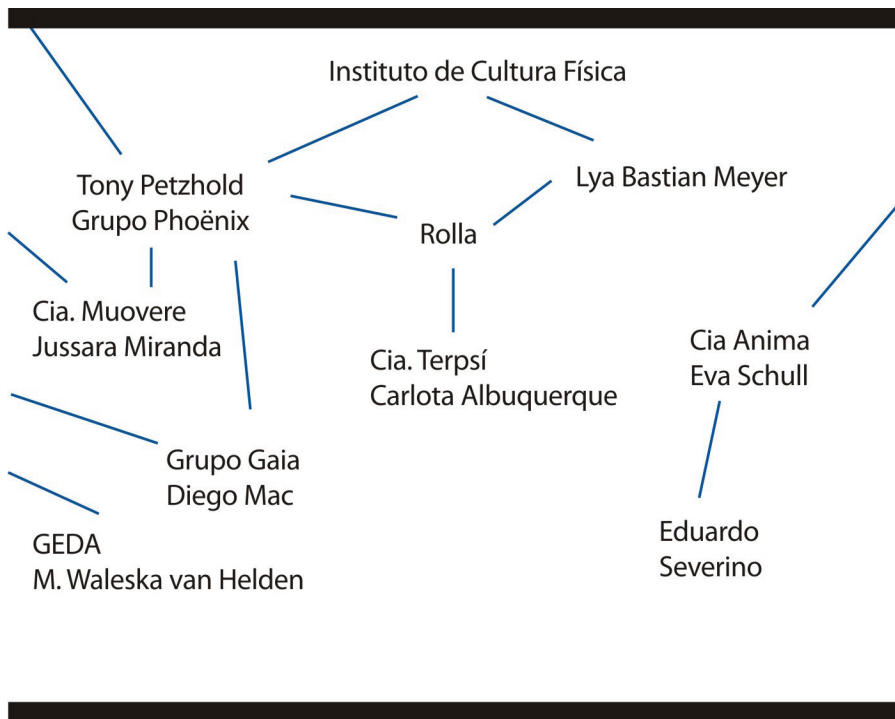 Instituto de Cultura Física
Tony Petzhold
Grupo Phoënix
Lya Bastian Meyer
Rolla
Cia. Muovere
Jussara Miranda
Cia. Terpsí
Carlota Albuquerque
Cia Anima
Eva Schull
Grupo Gaia
Diego Mac
Eduardo
Severino
GEDA
M. Waleska van Helden